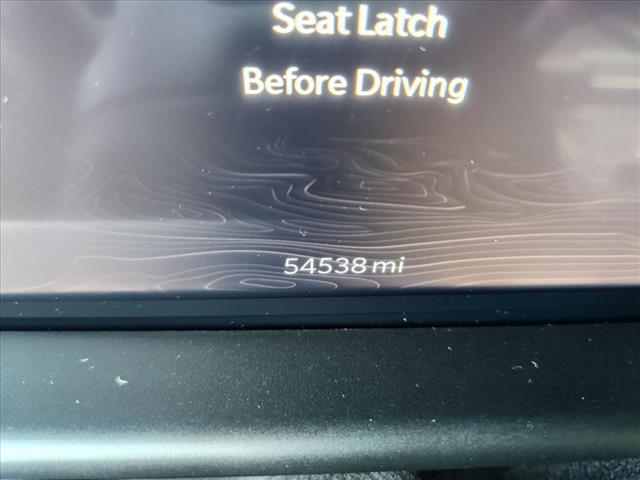 Seat Latch
Before Driving
54538 mi